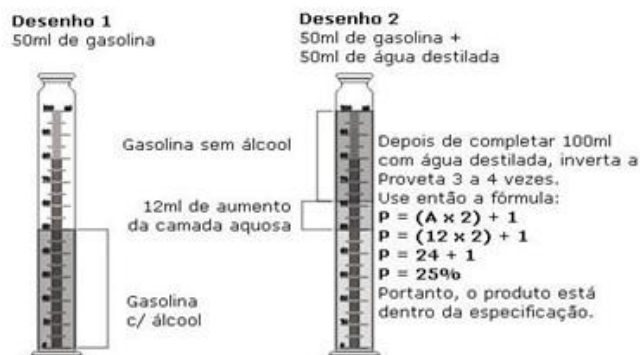 Desenho 1
50ml de gasolina
Desenho 2
50ml de gasolina +
50ml de água destilada
Gasolina sem álcool
12ml de aumento
da camada aquosa
Gasolina
c/ álcool
Depois de completar 100ml
com água destilada, inverta a
Proveta 3 a 4 vezes.
Use então a fórmula:
P = (A x 2) + 1
P = (12 x 2) + 1
P = 24 + 1
P = 25%
Portanto, o produto está
dentro da especificação.